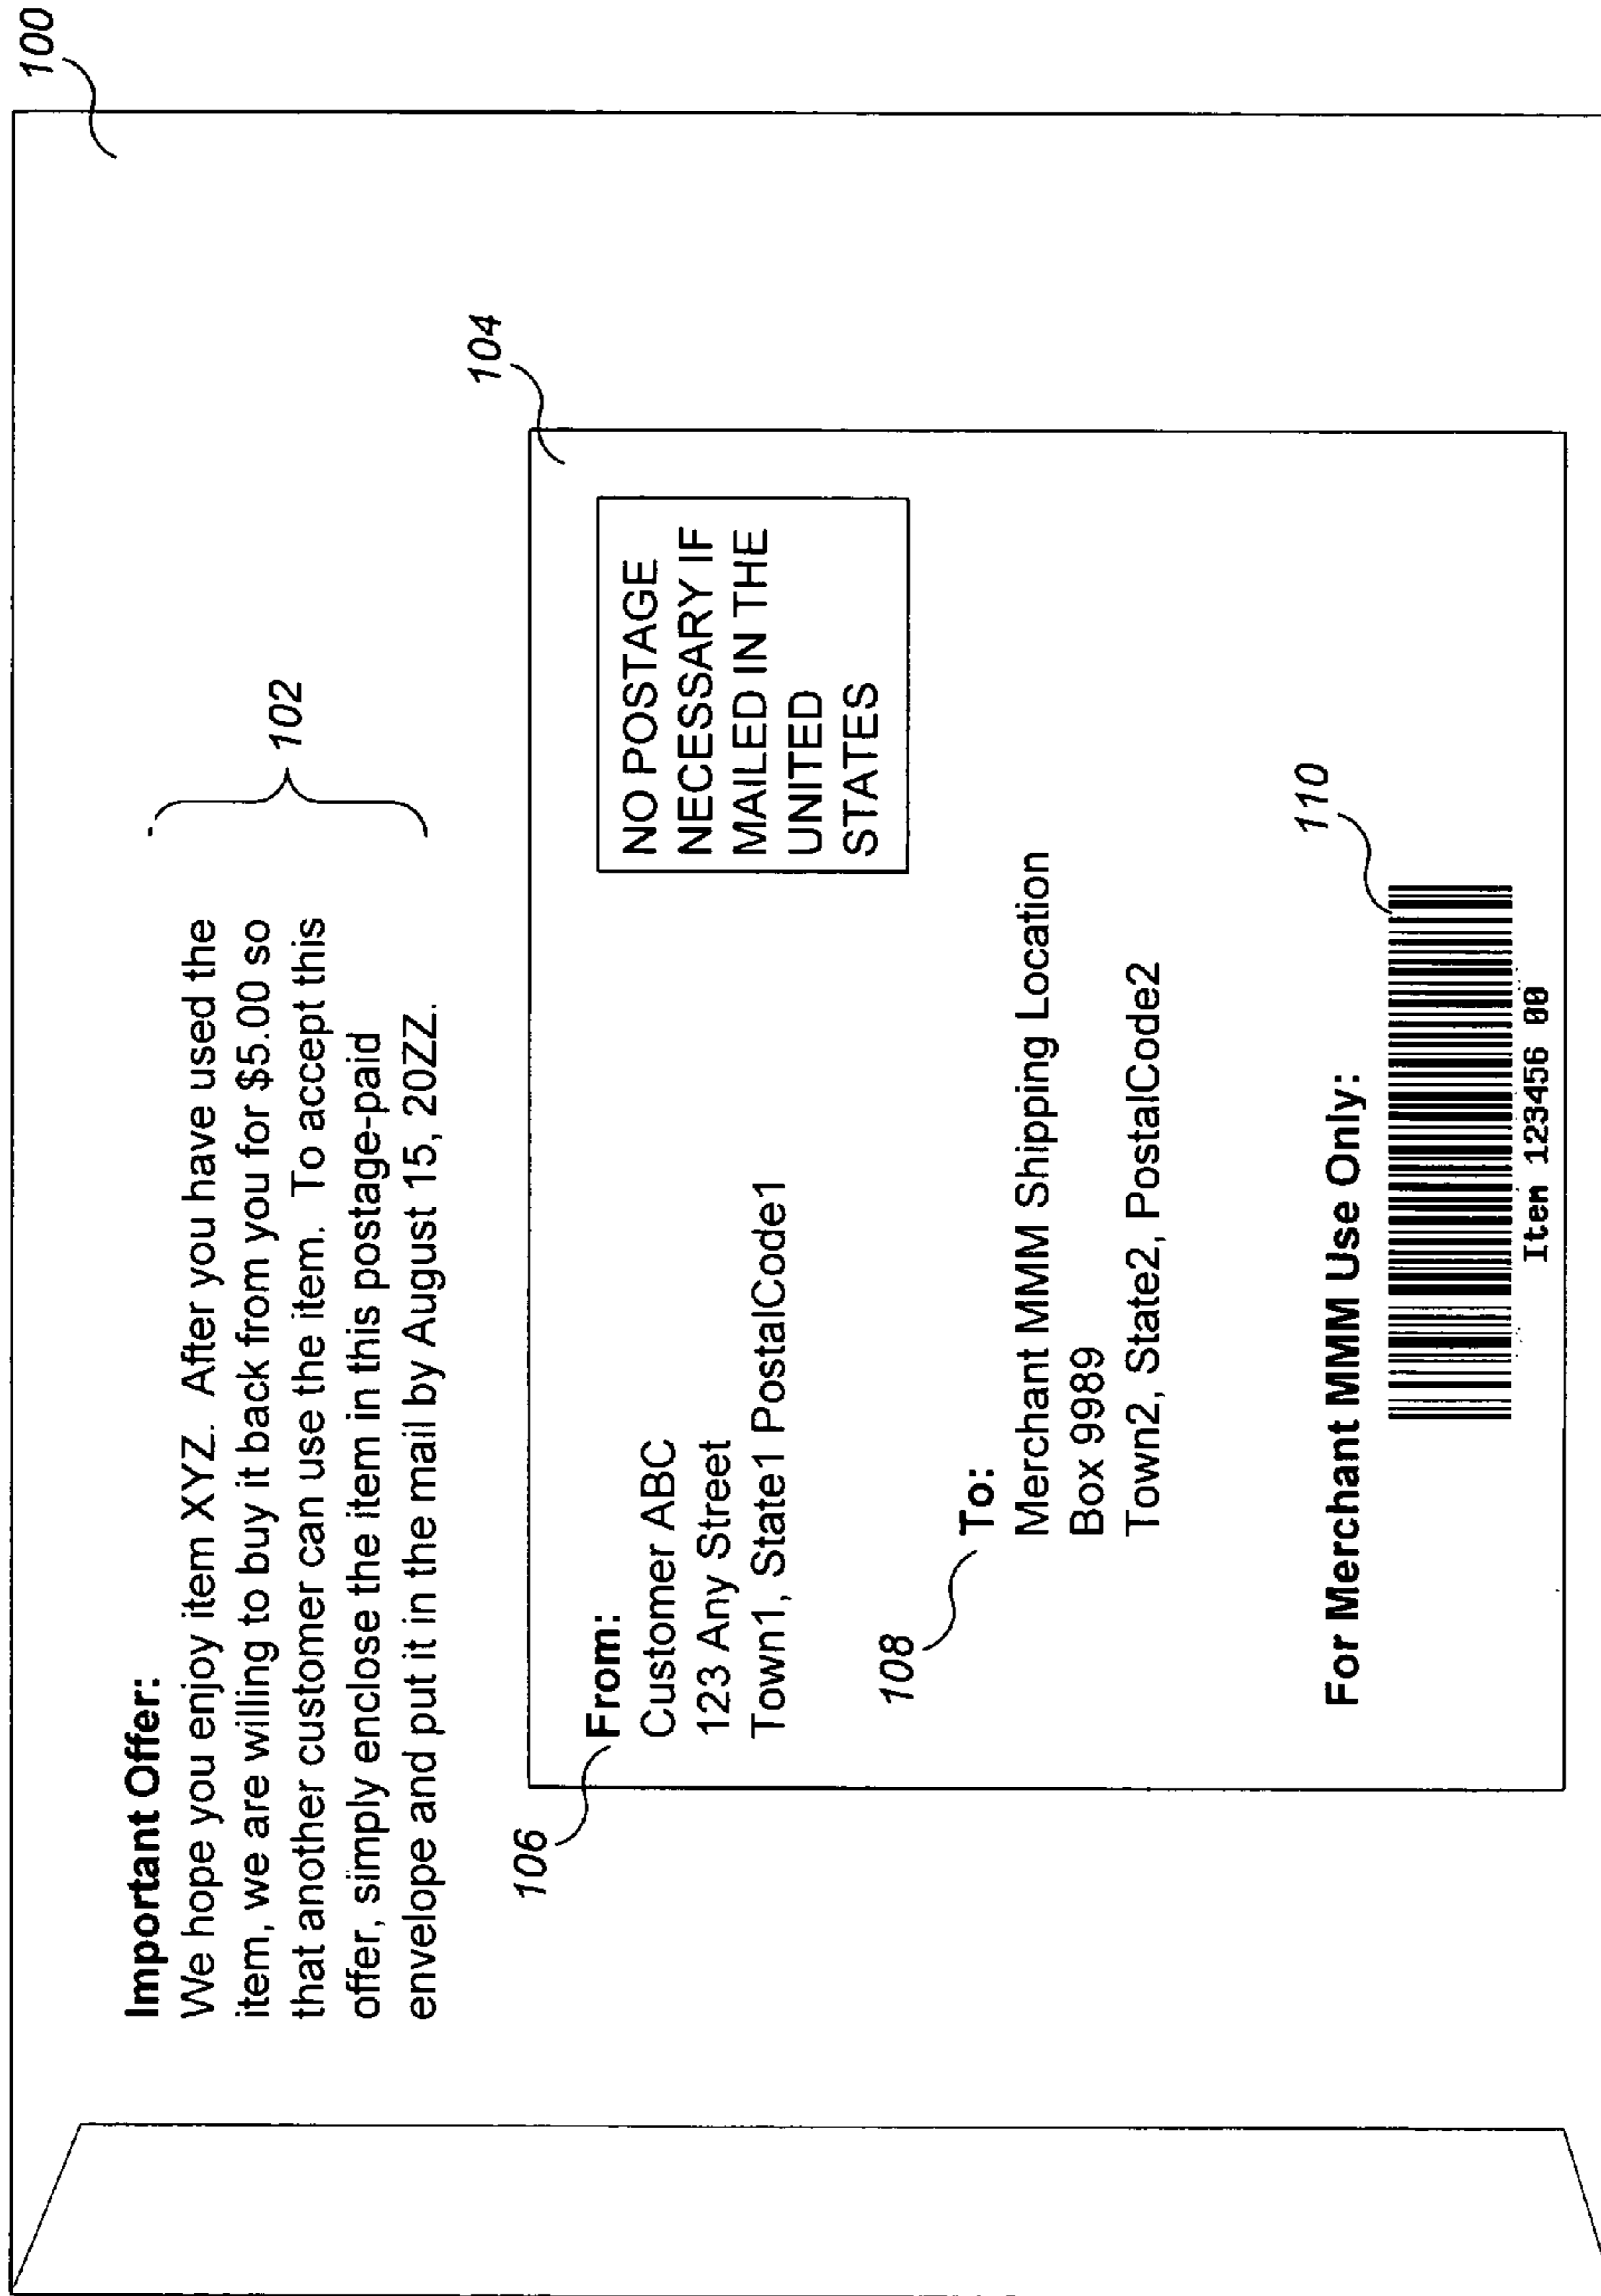 100
Important Offer:
We hope you enjoy item XYZ. After you have used the
item, we are willing to buy it back from you for $5.00 so
that another customer can use the item. To accept this
offer, simply enclose the item in this postage-paid
envelope and put it in the mail by August 15, 20ZZ.
102
104
106
From:
Customer ABC
123 Any Street
Town1, State1 PostalCode1
NO POSTAGE
NECESSARY IF
MAILED IN THE
UNITED
STATES
108
To:
Merchant MMM Shipping Location
Box 9989
Town2, State2, PostalCode2
For Merchant MMM Use Only:
110
Item 123456 00